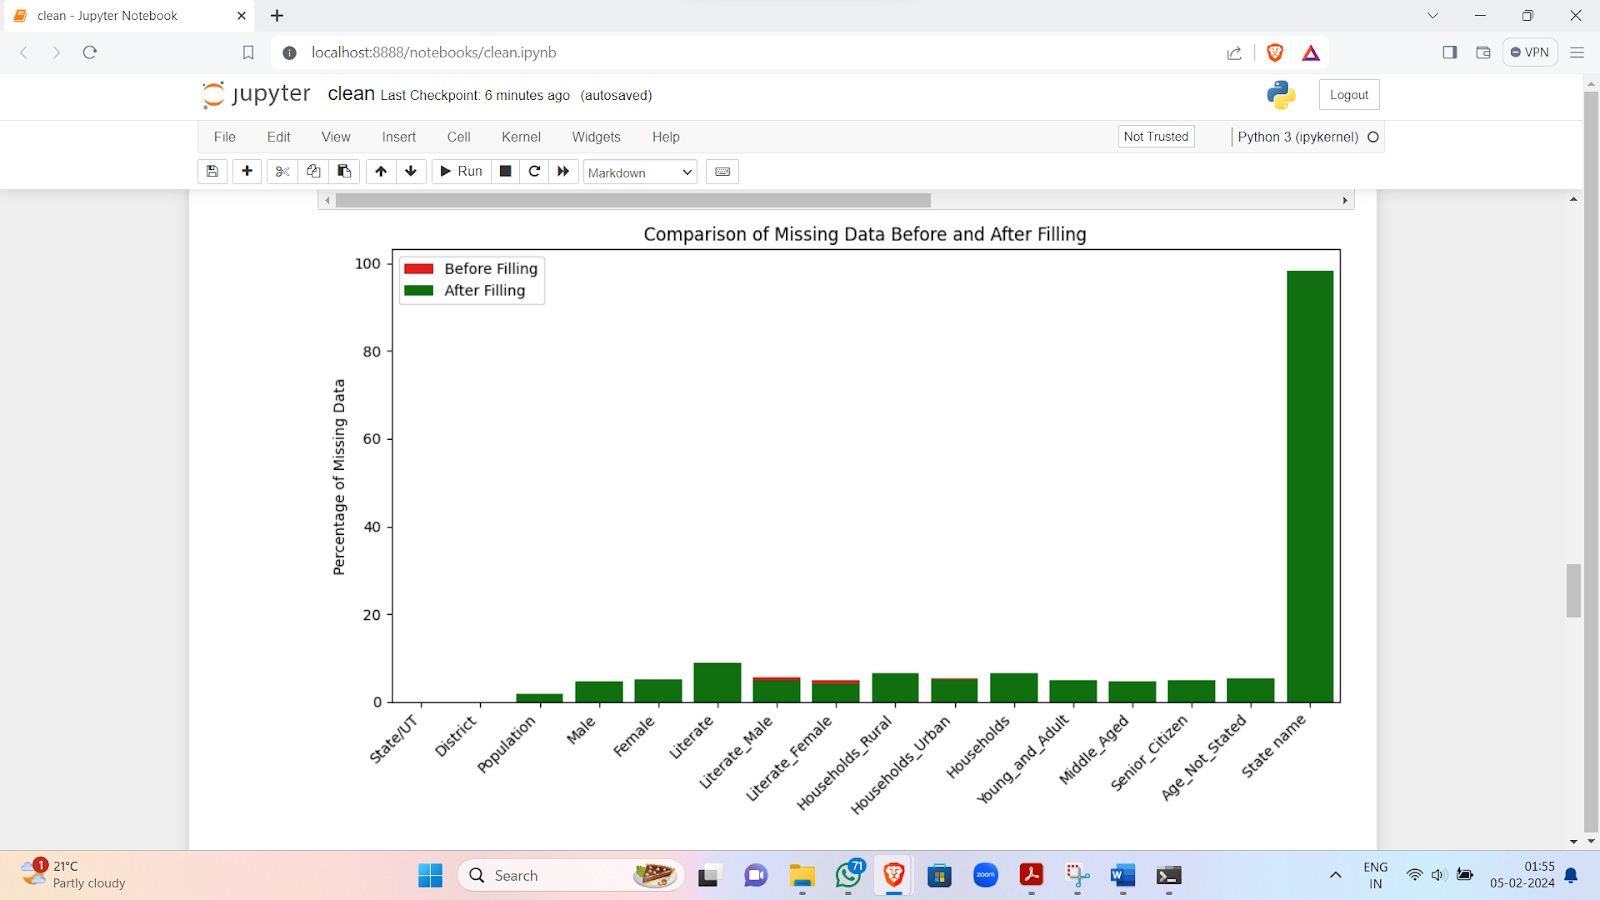 clean - Jupyter Notebook
localhost:8888/notebooks/clean.ipynb
VPN
jupyter clean Last Checkpoint: 6 minutes ago (autosaved)
Logout
File Edit View Insert Cell Kernel Widgets Help
Not Trusted
Python 3 (ipykernel)
Run
Markdown
Comparison of Missing Data Before and After Filling
Before Filling
After Filling
Percentage of Missing Data
100
80
60
40
20
0
State/UT
District
Population
Male
Female
Literate
Literate_Male
Literate_Female
Households_Rural
Households_Urban
Households
Young_and_Adult
Middle_Aged
Senior_Citizen
Age_Not_Stated
State name
1
21°C
Partly cloudy
Search
71
zoom
ENG
IN
01:55
05-02-2024